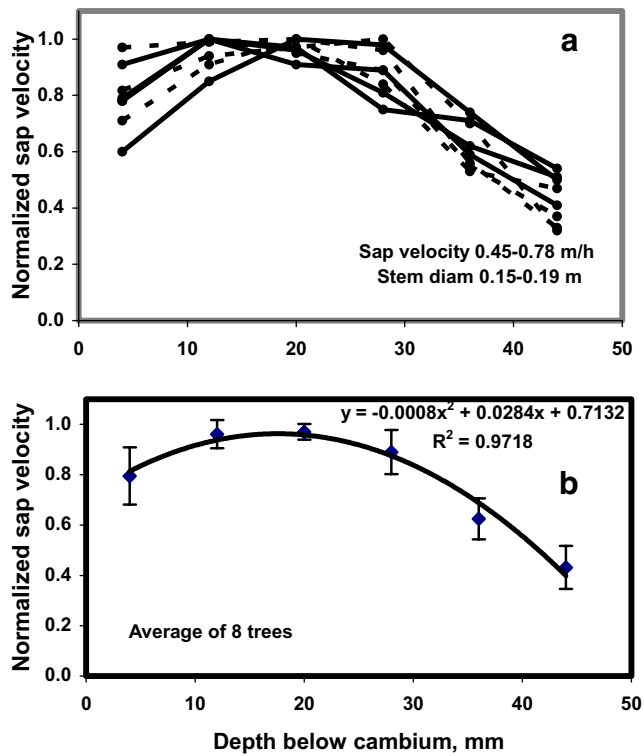 a
Normalized sap velocity
1.0
0.8
0.6
0.4
0.2
0.0
Sap velocity 0.45-0.78 m/h
Stem diam 0.15-0.19 m
0 10 20 30 40 50
y = -0.0008x² + 0.0284x + 0.7132
R² = 0.9718
b
Normalized sap velocity
1.0
0.8
0.6
0.4
0.2
0.0
Average of 8 trees
0 10 20 30 40 50
Depth below cambium, mm